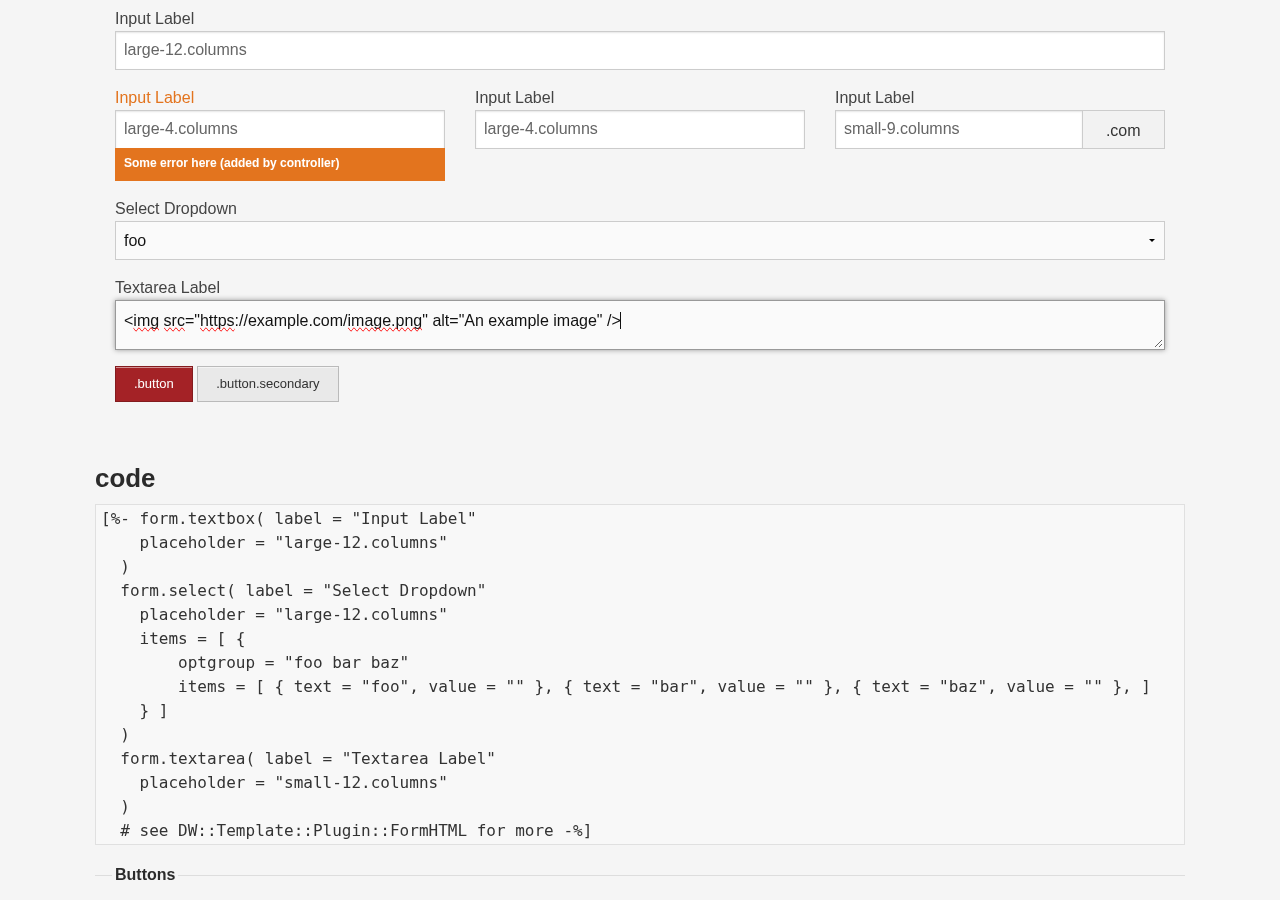 Input Label
large-12.columns
Input Label Input Label Input Label
large-4.columns large-4.columns small-9.columns .com
Some error here (added by controller)
Select Dropdown
foo
Textarea Label
<img src="https://example.com/image.png" alt="An example image" />
.button .button.secondary
code
[%- form.textbox( label = "Input Label"
    placeholder = "large-12.columns"
  )
  form.select( label = "Select Dropdown"
    placeholder = "large-12.columns"
    items = [ {
        optgroup = "foo bar baz"
        items = [ { text = "foo", value = "" }, { text = "bar", value = "" }, { text = "baz", value = "" }, ]
    } ]
  )
  form.textarea( label = "Textarea Label"
    placeholder = "small-12.columns"
  )
  # see DW::Template::Plugin::FormHTML for more -%]
Buttons